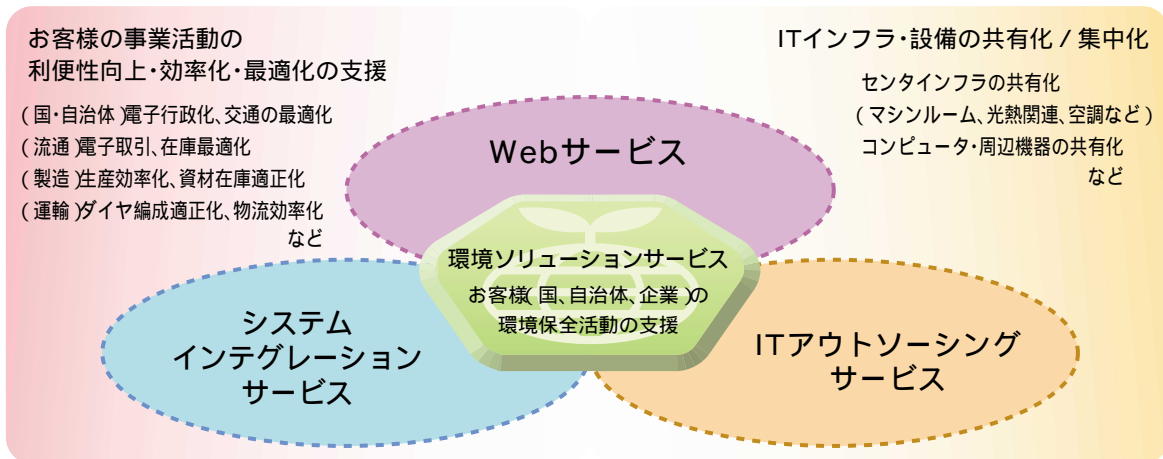 お客様の事業活動の
利便性向上・効率化・最適化の支援
(国・自治体)電子行政化、交通の最適化
(流通)電子取引、在庫最適化
(製造)生産効率化、資材在庫適正化
(運輸)ダイヤ編成適正化、物流効率化
など
ITインフラ・設備の共有化 / 集中化
センタインフラの共有化
(マシンルーム、光熱関連、空調など)
コンピュータ・周辺機器の共有化
など
Webサービス
環境ソリューションサービス
お客様(国、自治体、企業)の
環境保全活動の支援
システム
インテグレーション
サービス
ITアウトソーシング
サービス